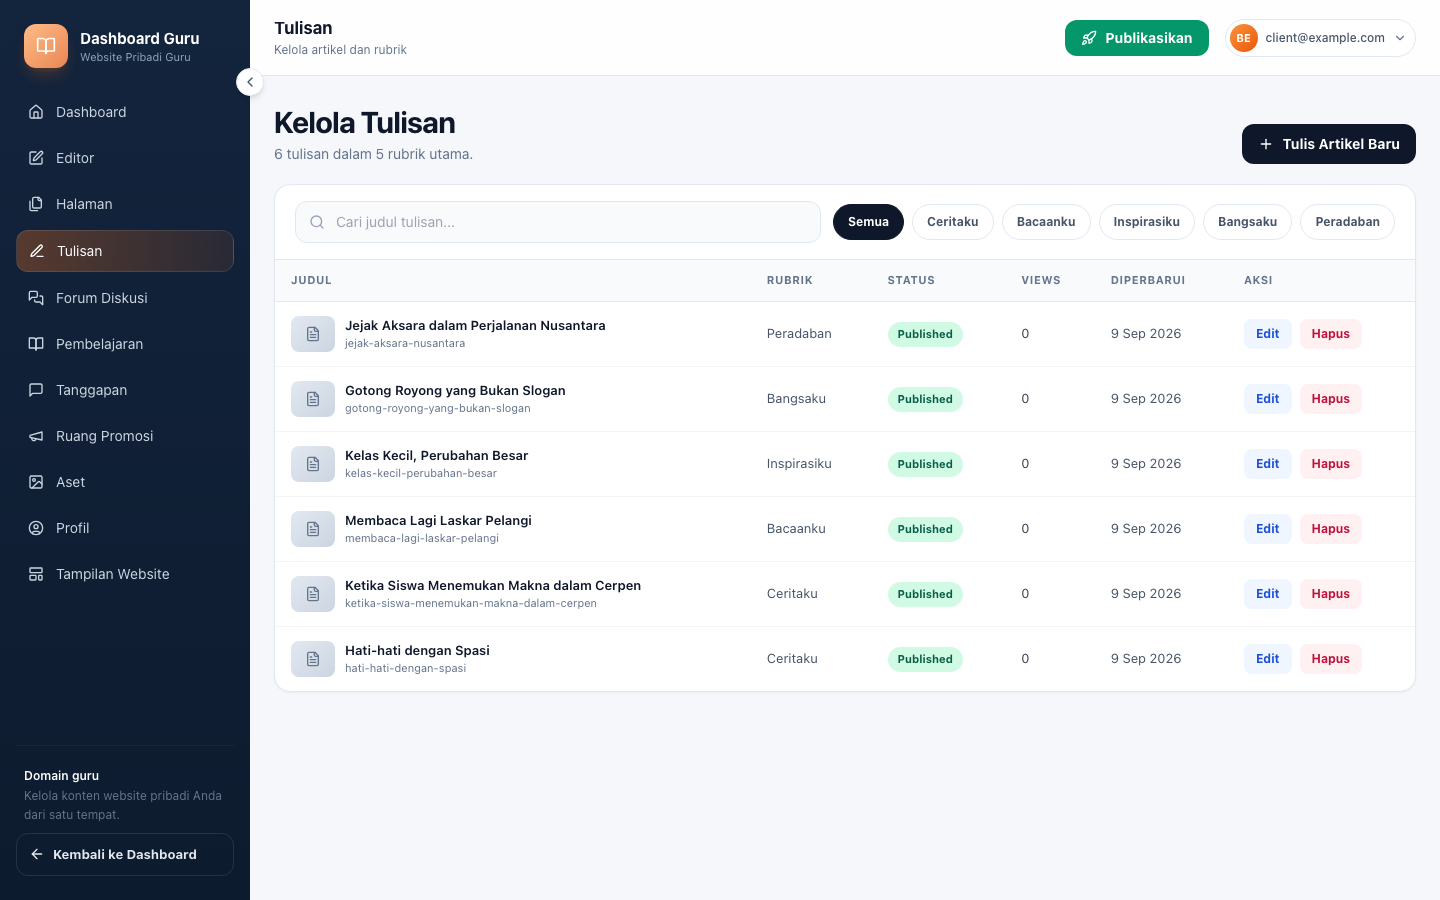 Dashboard Guru
Website Pribadi Guru
Dashboard
Editor
Halaman
Tulisan
Forum Diskusi
Pembelajaran
Tanggapan
Ruang Promosi
Aset
Profil
Tampilan Website
Domain guru
Kelola konten website pribadi Anda
dari satu tempat.
Kembali ke Dashboard
Tulisan
Kelola artikel dan rubrik
Publikasikan
BE client@example.com
Kelola Tulisan
6 tulisan dalam 5 rubrik utama.
Tulis Artikel Baru
Cari judul tulisan...
Semua Ceritaku Bacaanku Inspirasiku Bangsaku Peradaban
JUDUL RUBRIK STATUS VIEWS DIPERBARUI AKSI
Jejak Aksara dalam Perjalanan Nusantara
jejak-aksara-nusantara
Peradaban Published 0 9 Sep 2026 Edit Hapus
Gotong Royong yang Bukan Slogan
gotong-royong-yang-bukan-slogan
Bangsaku Published 0 9 Sep 2026 Edit Hapus
Kelas Kecil, Perubahan Besar
kelas-kecil-perubahan-besar
Inspirasiku Published 0 9 Sep 2026 Edit Hapus
Membaca Lagi Laskar Pelangi
membaca-lagi-laskar-pelangi
Bacaanku Published 0 9 Sep 2026 Edit Hapus
Ketika Siswa Menemukan Makna dalam Cerpen
ketika-siswa-menemukan-makna-dalam-cerpen
Ceritaku Published 0 9 Sep 2026 Edit Hapus
Hati-hati dengan Spasi
hati-hati-dengan-spasi
Ceritaku Published 0 9 Sep 2026 Edit Hapus